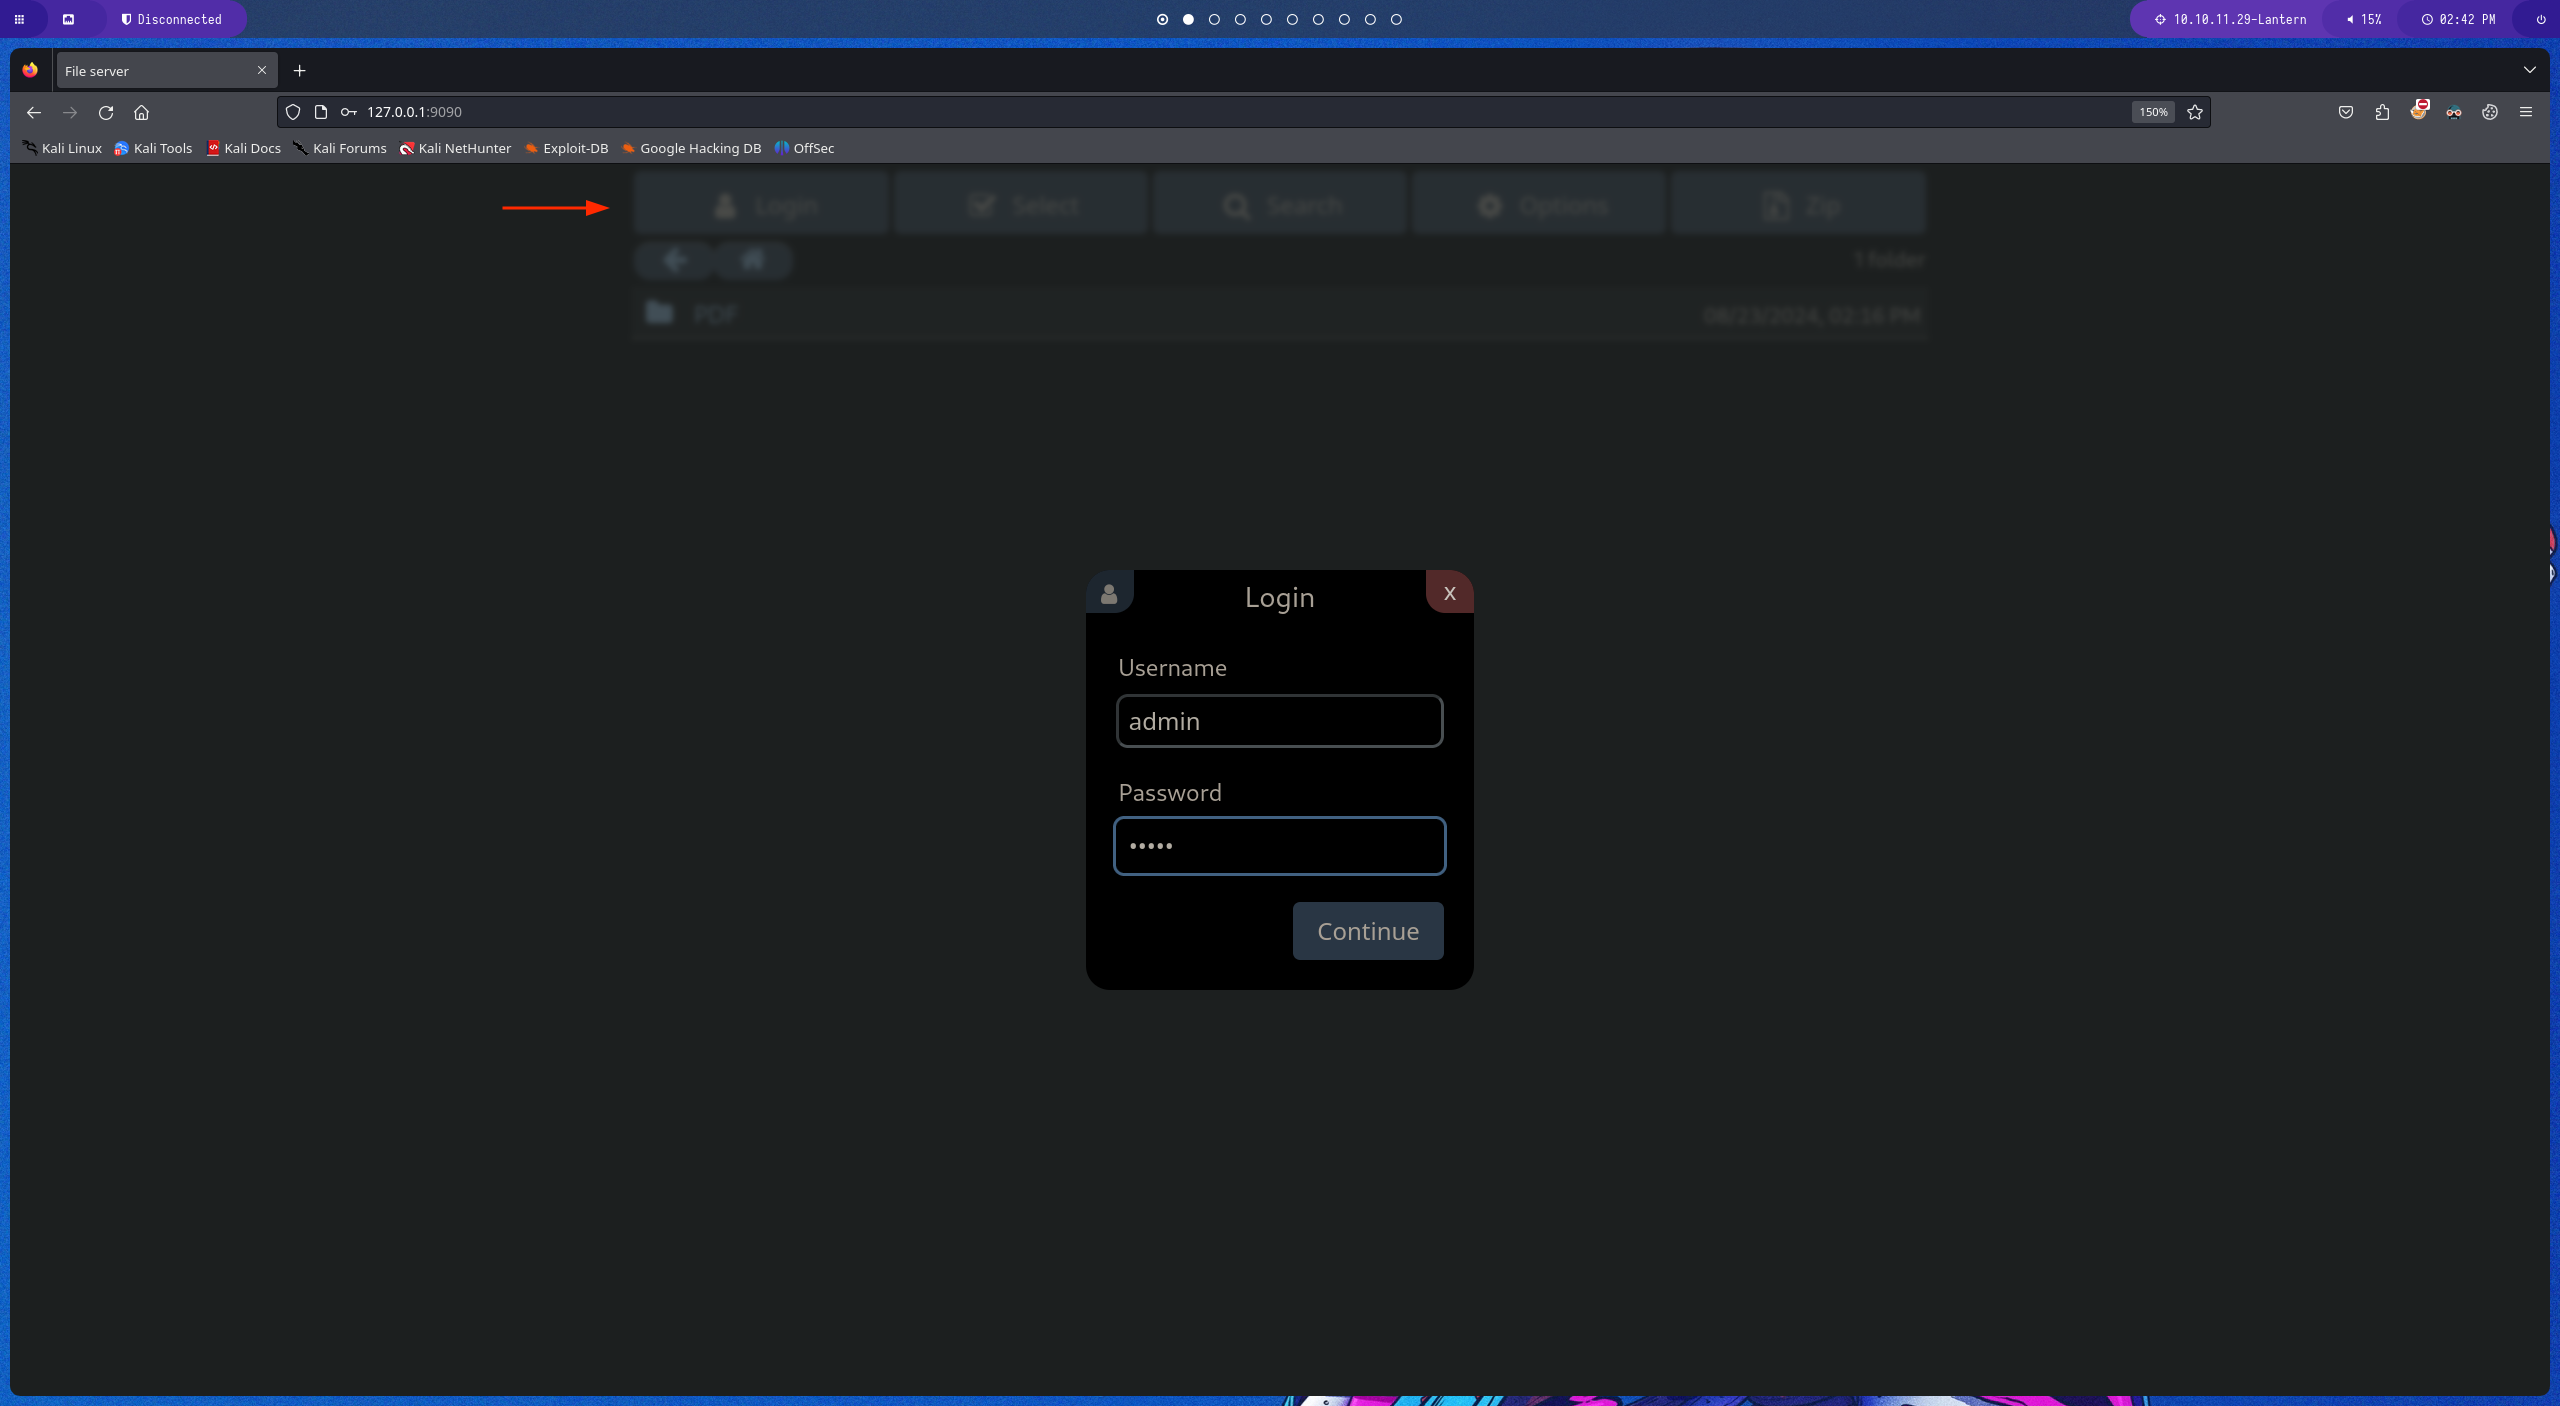 Disconnected
10.10.11.29-Lantern
15%
02:42 PM
File server
127.0.0.1:9090
150%
Kali Linux
Kali Tools
Kali Docs
Kali Forums
Kali NetHunter
Exploit-DB
Google Hacking DB
OffSec
Login
Select
Search
Options
Zip
1 folder
PDF
08/23/2024, 02:16 PM
Login
X
Username
admin
Password
•••••
Continue